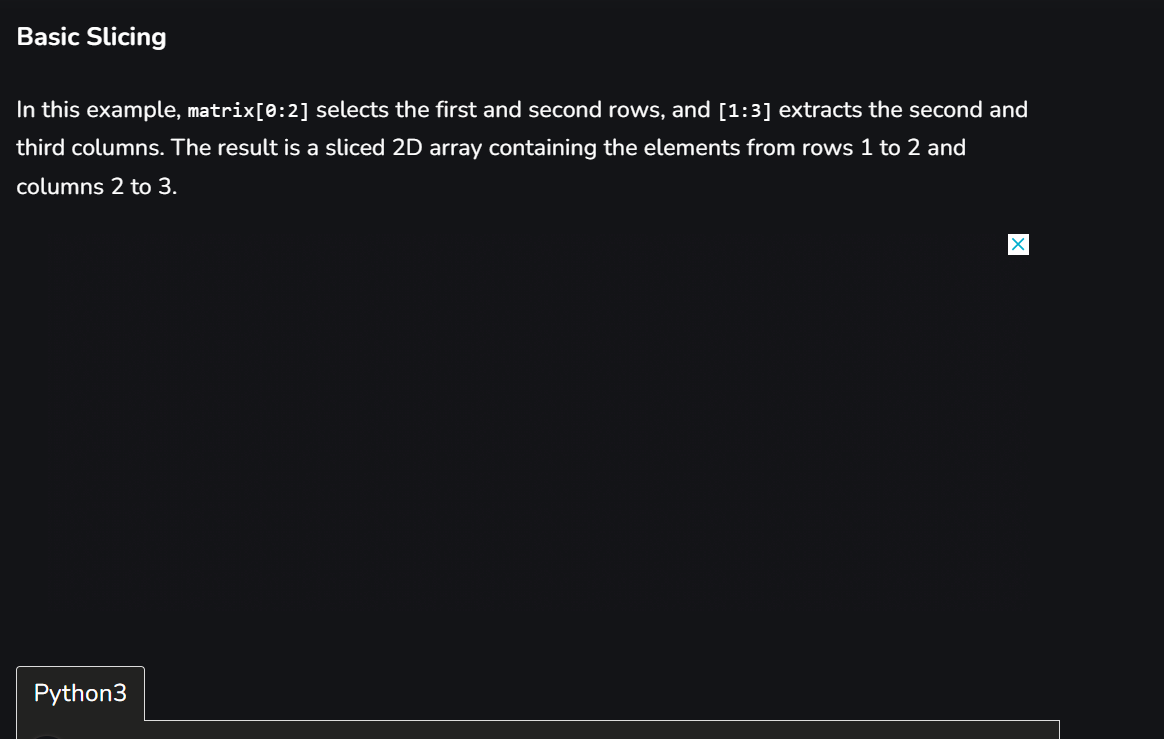 Basic Slicing
In this example, matrix[0:2] selects the first and second rows, and [1:3] extracts the second and
third columns. The result is a sliced 2D array containing the elements from rows 1 to 2 and
columns 2 to 3.
Python3